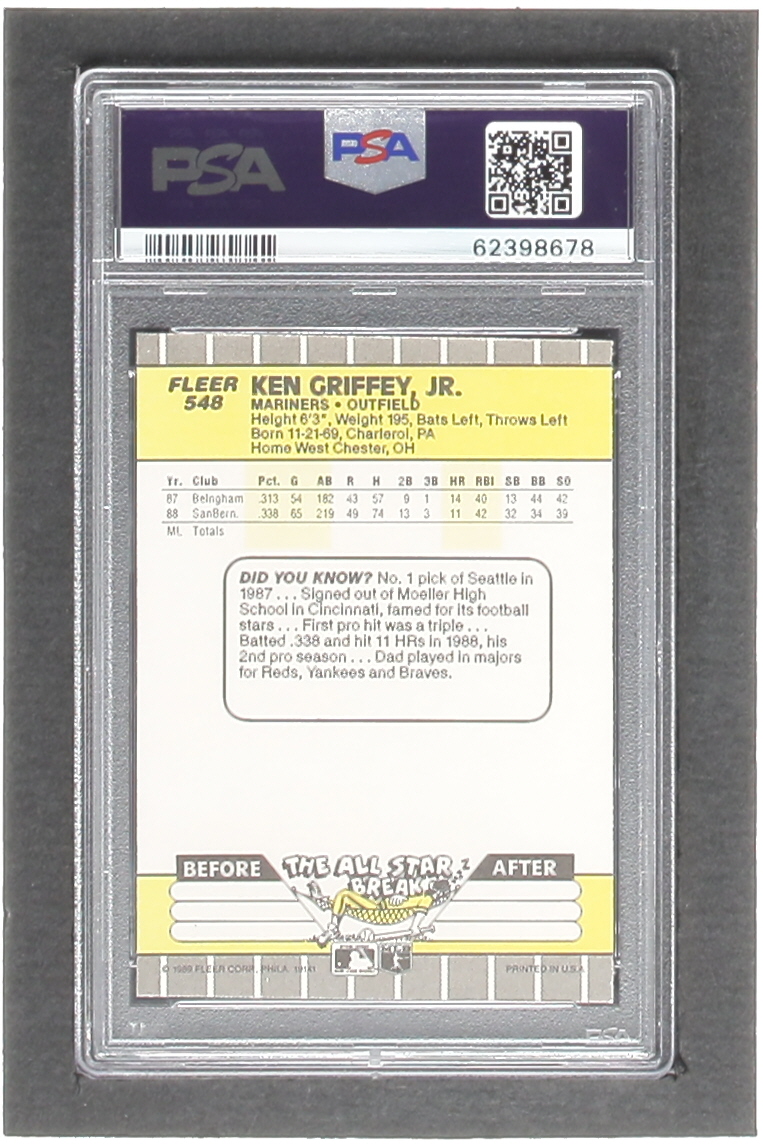 PSA
PSA
62398678
FLEER
548
KEN GRIFFEY, JR.
MARINERS • OUTFIELD
Height 6'3", Weight 195, Bats Left, Throws Left
Born 11-21-69, Charleroi, PA
Home West Chester, OH
Yr. Club Pct. G AB R H 2B 3B HR RBI SB BB SO
87 Belngham .313 54 182 43 57 9 1 14 40 13 44 42
88 SanBern. .338 65 219 49 74 13 3 11 42 32 34 39
ML Totals
DID YOU KNOW? No. 1 pick of Seattle in
1987 . . . Signed out of Moeller High
School in Cincinnati, famed for its football
stars . . . First pro hit was a triple . . .
Batted .338 and hit 11 HRs in 1988, his
2nd pro season . . . Dad played in majors
for Reds, Yankees and Braves.
BEFORE
THE ALL STAR
BREAK
AFTER
© 1989 FLEER CORP. PHILA. 19141
PRINTED IN U.S.A.
PSA